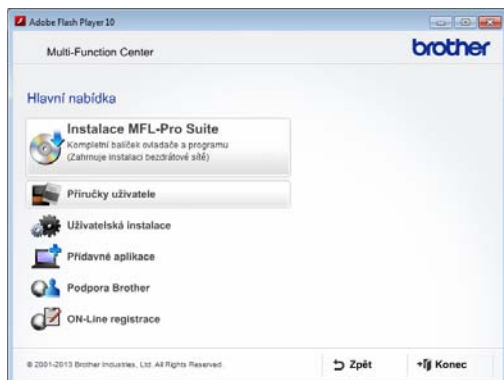 Adobe Flash Player 10
Multi-Function Center
brother
Hlavní nabídka
Instalace MFL-Pro Suite
Kompletní balíček ovladače a programu
(Zahrnuje instalaci bezdrátové sítě)
Příručky uživatele
Uživatelská instalace
Přídavné aplikace
Podpora Brother
ON-Line registrace
© 2001-2013 Brother Industries, Ltd. All Rights Reserved.
Zpět
Konec